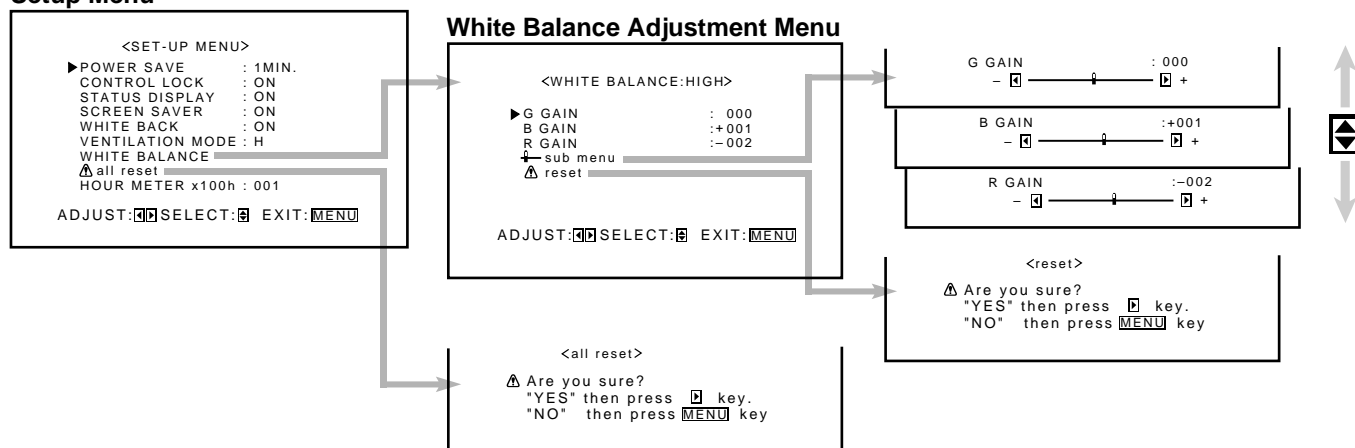 Setup Menu
<SET-UP MENU>
▶POWER SAVE : 1MIN.
CONTROL LOCK : ON
STATUS DISPLAY : ON
SCREEN SAVER : ON
WHITE BACK : ON
VENTILATION MODE : H
WHITE BALANCE
⚠ all reset
HOUR METER x100h : 001
ADJUST:◀▶SELECT:♦ EXIT:MENU
White Balance Adjustment Menu
<WHITE BALANCE:HIGH>
▶G GAIN : 000
B GAIN :+001
R GAIN :–002
sub menu
⚠ reset
ADJUST:◀▶SELECT:♦ EXIT:MENU
G GAIN : 000
– ◀ ▶ +
B GAIN :+001
– ◀ ▶ +
R GAIN :–002
– ◀ ▶ +
<reset>
⚠ Are you sure?
"YES" then press ▶ key.
"NO" then press MENU key
<all reset>
⚠ Are you sure?
"YES" then press ▶ key.
"NO" then press MENU key